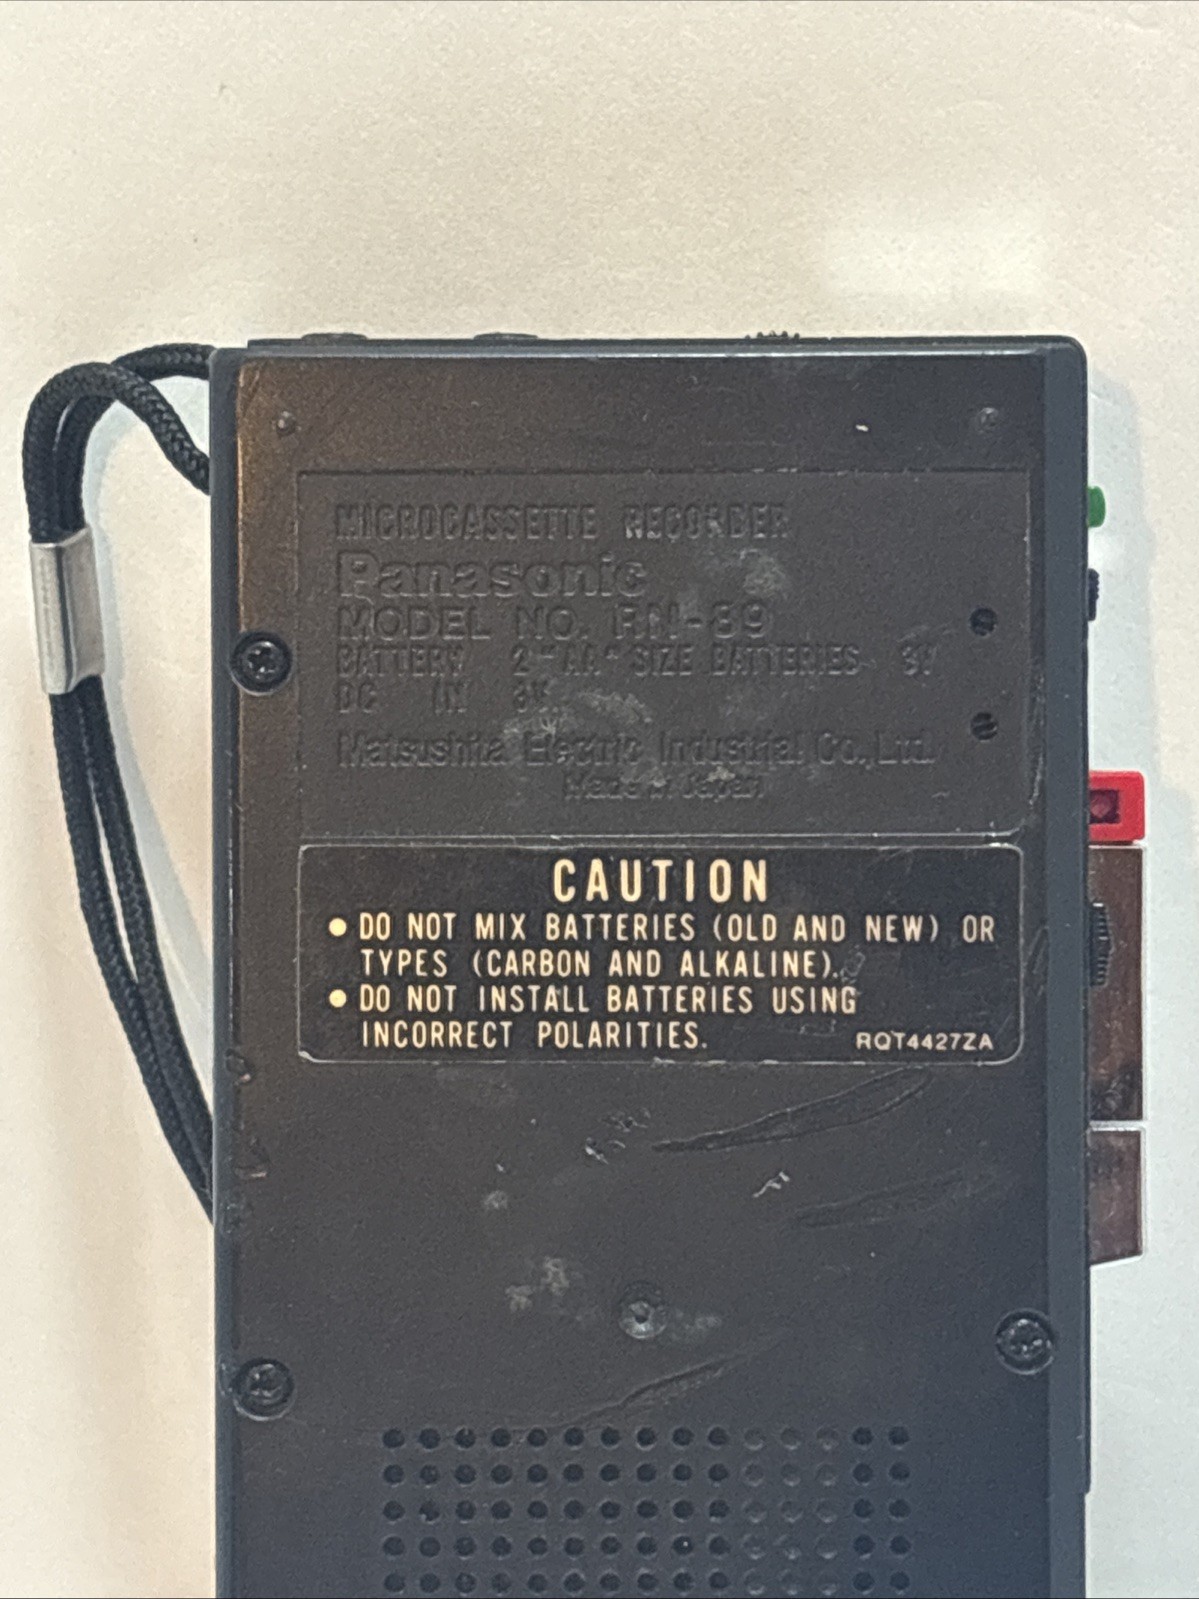 MICROCASSETTE RECORDER
Panasonic
MODEL NO. RN-89
BATTERY 2 "AA" SIZE BATTERIES 3V
DC IN 3V
Matsushita Electric Industrial Co., Ltd.
Made in Japan
CAUTION
● DO NOT MIX BATTERIES (OLD AND NEW) OR
TYPES (CARBON AND ALKALINE).
● DO NOT INSTALL BATTERIES USING
INCORRECT POLARITIES.
RQT4427ZA